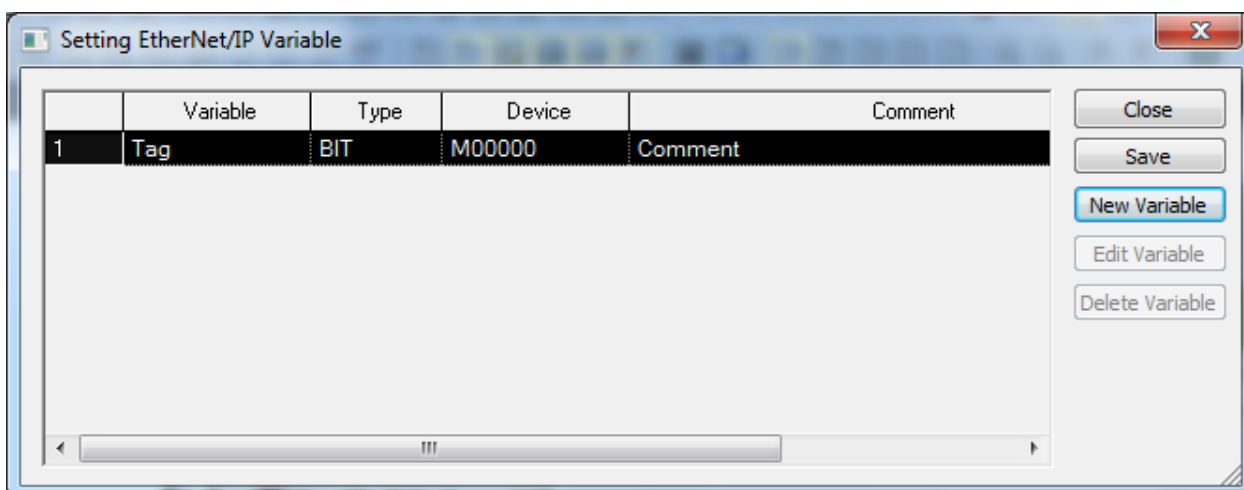 Setting EtherNet/IP Variable
Variable Type Device Comment
1 Tag BIT M00000 Comment
Close
Save
New Variable
Edit Variable
Delete Variable